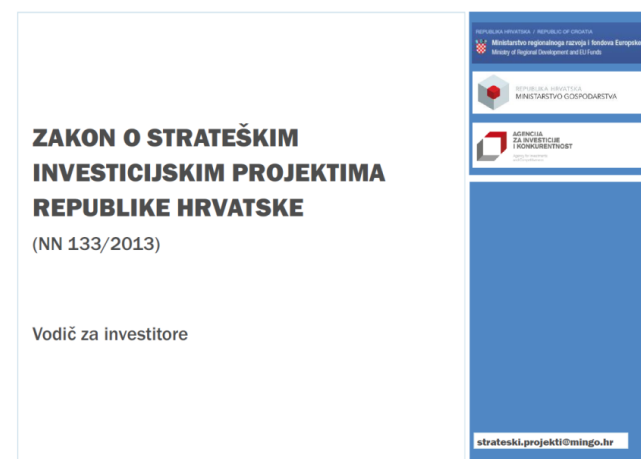 ZAKON O STRATEŠKIM
INVESTICIJSKIM PROJEKTIMA
REPUBLIKE HRVATSKE
(NN 133/2013)
Vodič za investitore
REPUBLIKA HRVATSKA / REPUBLIC OF CROATIA
Ministarstvo regionalnoga razvoja i fondova Europske
Ministry of Regional Development and EU Funds
REPUBLIKA HRVATSKA
MINISTARSTVO GOSPODARSTVA
AGENCIJA
ZA INVESTICIJE
I KONKURENTNOST
strateski.projekti@mingo.hr